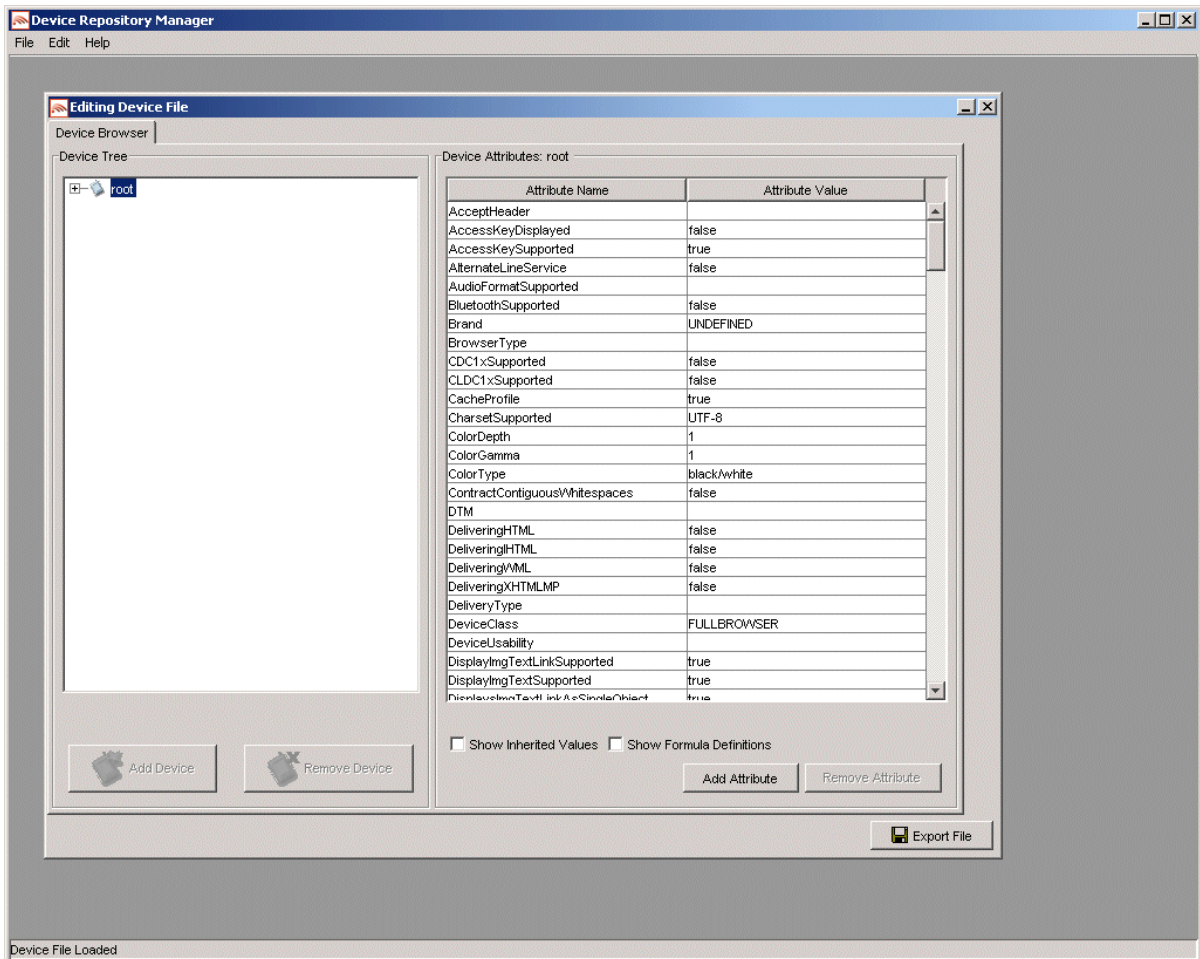 Device Repository Manager
File Edit Help
Editing Device File
Device Browser
Device Tree
root
Device Attributes: root
Attribute Name Attribute Value
AcceptHeader
AccessKeyDisplayed false
AccessKeySupported true
AlternateLineService false
AudioFormatSupported
BluetoothSupported false
Brand UNDEFINED
BrowserType
CDC1xSupported false
CLDC1xSupported false
CacheProfile true
CharsetSupported UTF-8
ColorDepth 1
ColorGamma 1
ColorType black/white
ContractContiguousWhitespaces false
DTM
DeliveringHTML false
DeliveringIHTML false
DeliveringWML false
DeliveringXHTMLMP false
DeliveryType
DeviceClass FULLBROWSER
DeviceUsability
DisplayImgTextLinkSupported true
DisplayImgTextSupported true
DisplaysImgTextLinkAsSingleObject true
Show Inherited Values Show Formula Definitions
Add Device Remove Device
Add Attribute Remove Attribute
Export File
Device File Loaded